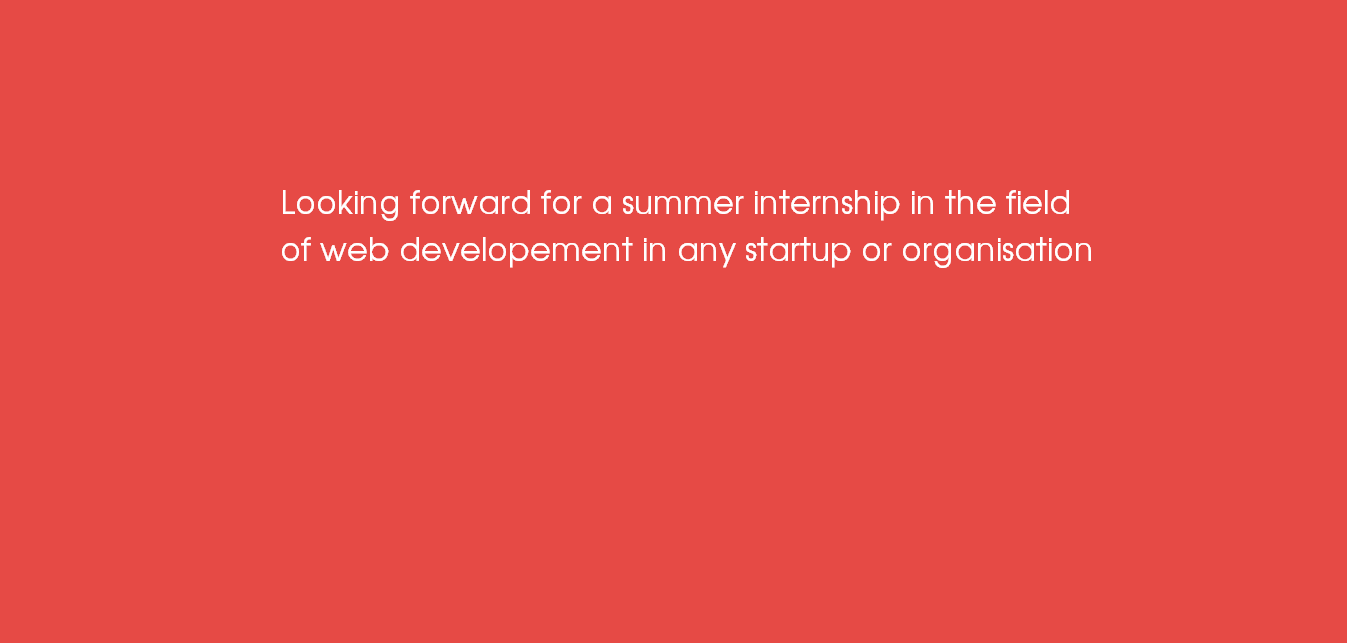 Looking forward for a summer internship in the field
of web developement in any startup or organisation